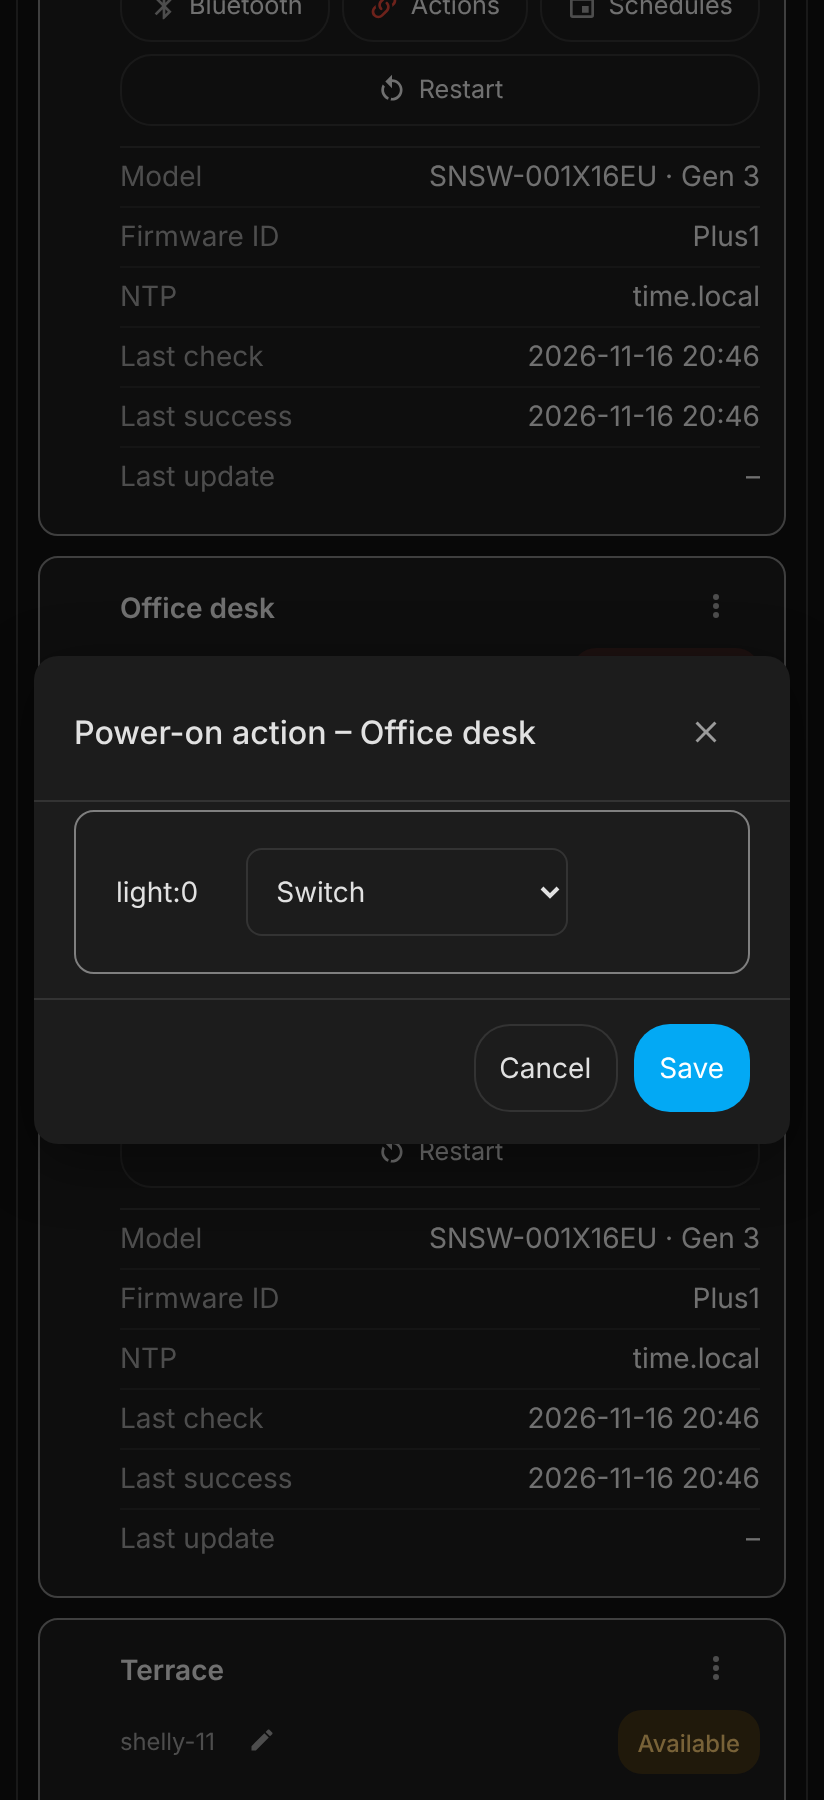 Bluetooth Actions Schedules
Restart
Model SNSW-001X16EU · Gen 3
Firmware ID Plus1
NTP time.local
Last check 2026-11-16 20:46
Last success 2026-11-16 20:46
Last update –
Office desk
Power-on action – Office desk
light:0 Switch
Cancel Save
Restart
Model SNSW-001X16EU · Gen 3
Firmware ID Plus1
NTP time.local
Last check 2026-11-16 20:46
Last success 2026-11-16 20:46
Last update –
Terrace
shelly-11 Available